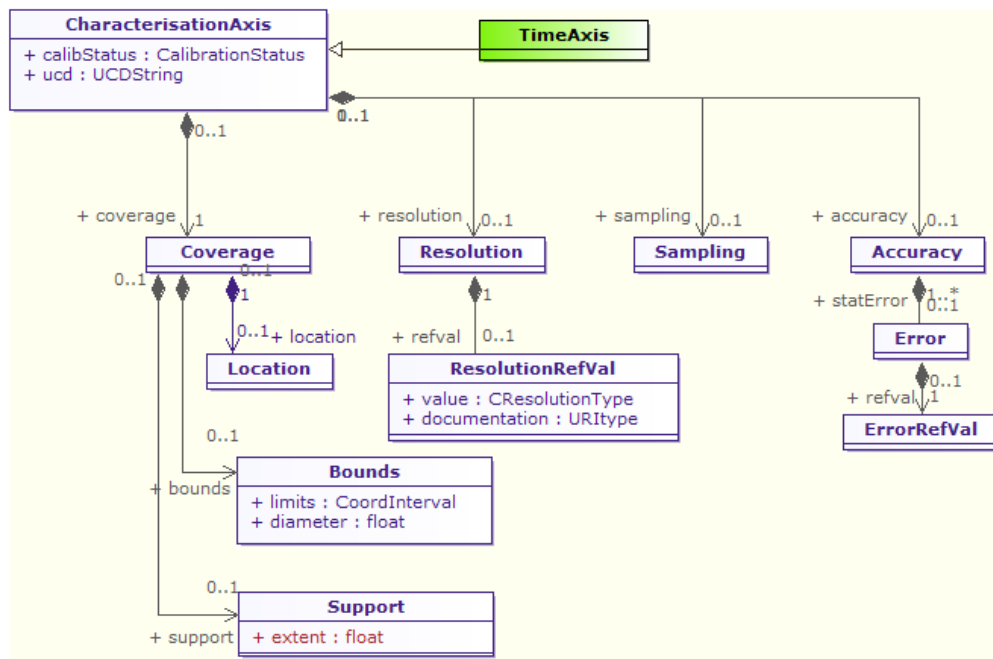 CharacterisationAxis
+ calibStatus : CalibrationStatus
+ ucd : UCDString
TimeAxis
0..1
0..1
+ coverage
1
+ resolution
0..1
+ sampling
0..1
+ accuracy
0..1
Coverage
Resolution
Sampling
Accuracy
0..1
0..1
1
1
+ statError
1..*
0..1
0..1
+ location
+ refval
0..1
Error
Location
ResolutionRefVal
+ value : CResolutionType
+ documentation : URItype
0..1
+ refval
1
ErrorRefVal
0..1
+ bounds
Bounds
+ limits : CoordInterval
+ diameter : float
0..1
+ support
Support
+ extent : float